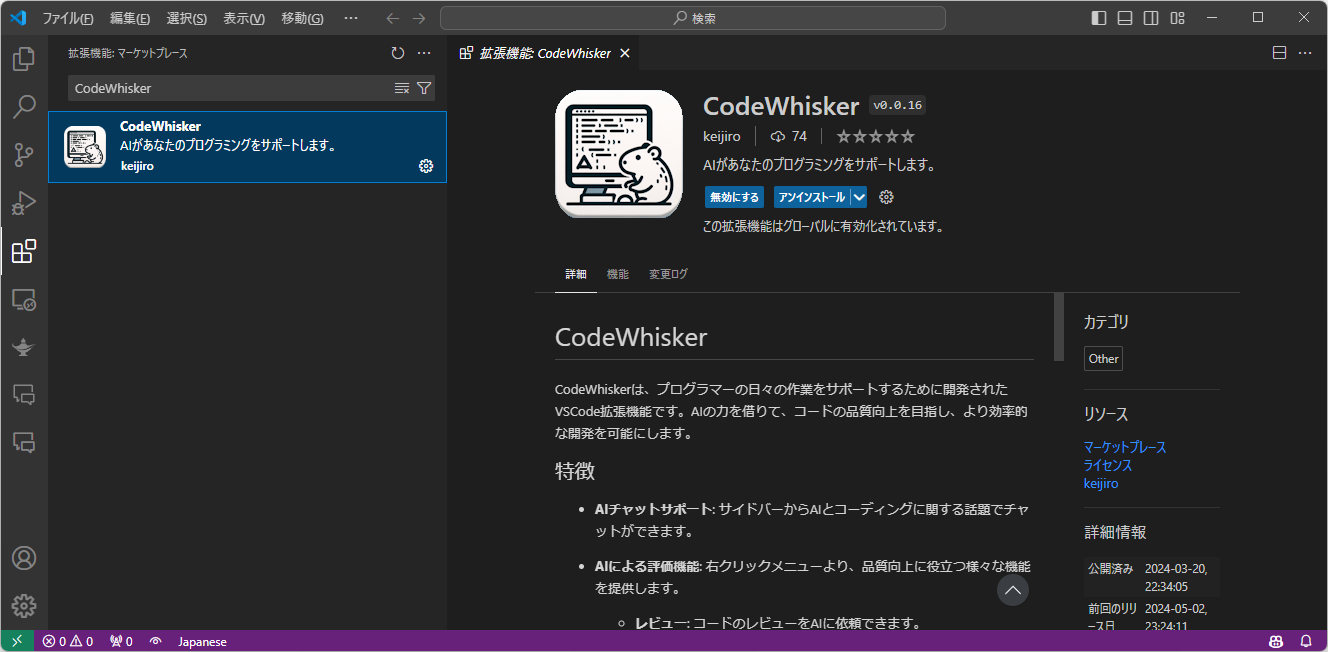 ファイル(F) 編集(E) 選択(S) 表示(V) 移動(G) … 検索
拡張機能: マーケットプレース
CodeWhisker
CodeWhisker
AIがあなたのプログラミングをサポートします。
keijiro
拡張機能: CodeWhisker
CodeWhisker v0.0.16
keijiro 74
AIがあなたのプログラミングをサポートします。
無効にする アンインストール
この拡張機能はグローバルに有効化されています。
詳細 機能 変更ログ
CodeWhisker
CodeWhiskerは、プログラマーの日々の作業をサポートするために開発された
VSCode拡張機能です。AIの力を借りて、コードの品質向上を目指し、より効率的
な開発を可能にします。
特徴
• AIチャットサポート: サイドバーからAIとコーディングに関する話題でチャ
ットができます。
• AIによる評価機能: 右クリックメニューより、品質向上に役立つ様々な機能
を提供します。
○ レビュー: コードのレビューをAIに依頼できます。
カテゴリ
Other
リソース
マーケットプレース
ライセンス
keijiro
詳細情報
公開済み 2024-03-20,
22:34:05
前回のリリ 2024-05-02,
ース日 23:24:11
0 0 0 Japanese